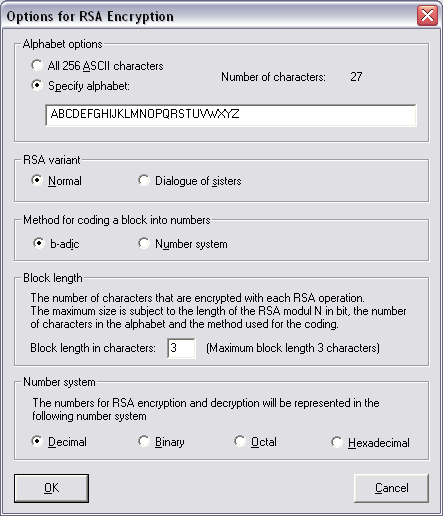 Options for RSA Encryption
Alphabet options
All 256 ASCII characters
Number of characters: 27
Specify alphabet:
ABCDEFGHIJKLMNOPQRSTUVWXYZ
RSA variant
Normal Dialogue of sisters
Method for coding a block into numbers
b-adic Number system
Block length
The number of characters that are encrypted with each RSA operation.
The maximum size is subject to the length of the RSA modul N in bit, the number
of characters in the alphabet and the method used for the coding.
Block length in characters: 3 (Maximum block length 3 characters)
Number system
The numbers for RSA encryption and decryption will be represented in the
following number system
Decimal Binary Octal Hexadecimal
OK Cancel